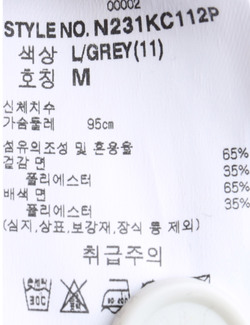 00002
STYLE NO. N231KC112P
색상 L/GREY(11)
호칭 M
신체치수
가슴둘레 95cm
섬유의조성 및 혼용율
겉감 면 65%
폴리에스터 35%
배색 면 65%
폴리에스터 35%
(심지,상표,보강재,장식 등 제외)
취급주의
30C